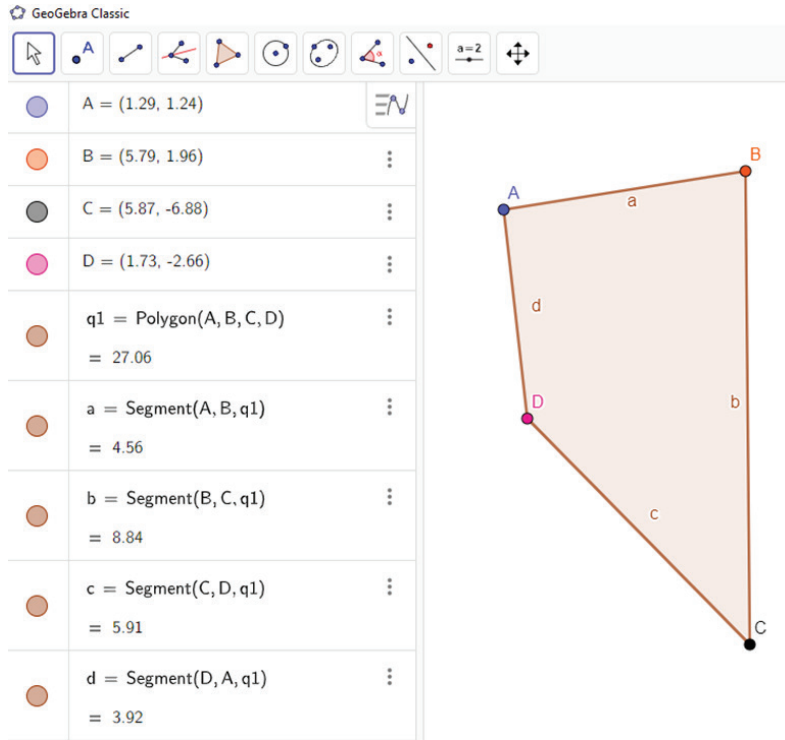 GeoGebra Classic
A
α
a=2
A = (1.29, 1.24)
B = (5.79, 1.96)
C = (5.87, -6.88)
D = (1.73, -2.66)
q1 = Polygon(A, B, C, D)
= 27.06
a = Segment(A, B, q1)
= 4.56
b = Segment(B, C, q1)
= 8.84
c = Segment(C, D, q1)
= 5.91
d = Segment(D, A, q1)
= 3.92
B
A
a
d
D
b
c
C